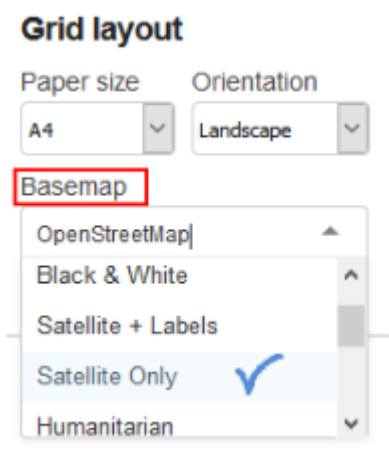 Grid layout
Paper size Orientation
A4 Landscape
Basemap
OpenStreetMap
Black & White
Satellite + Labels
Satellite Only
Humanitarian